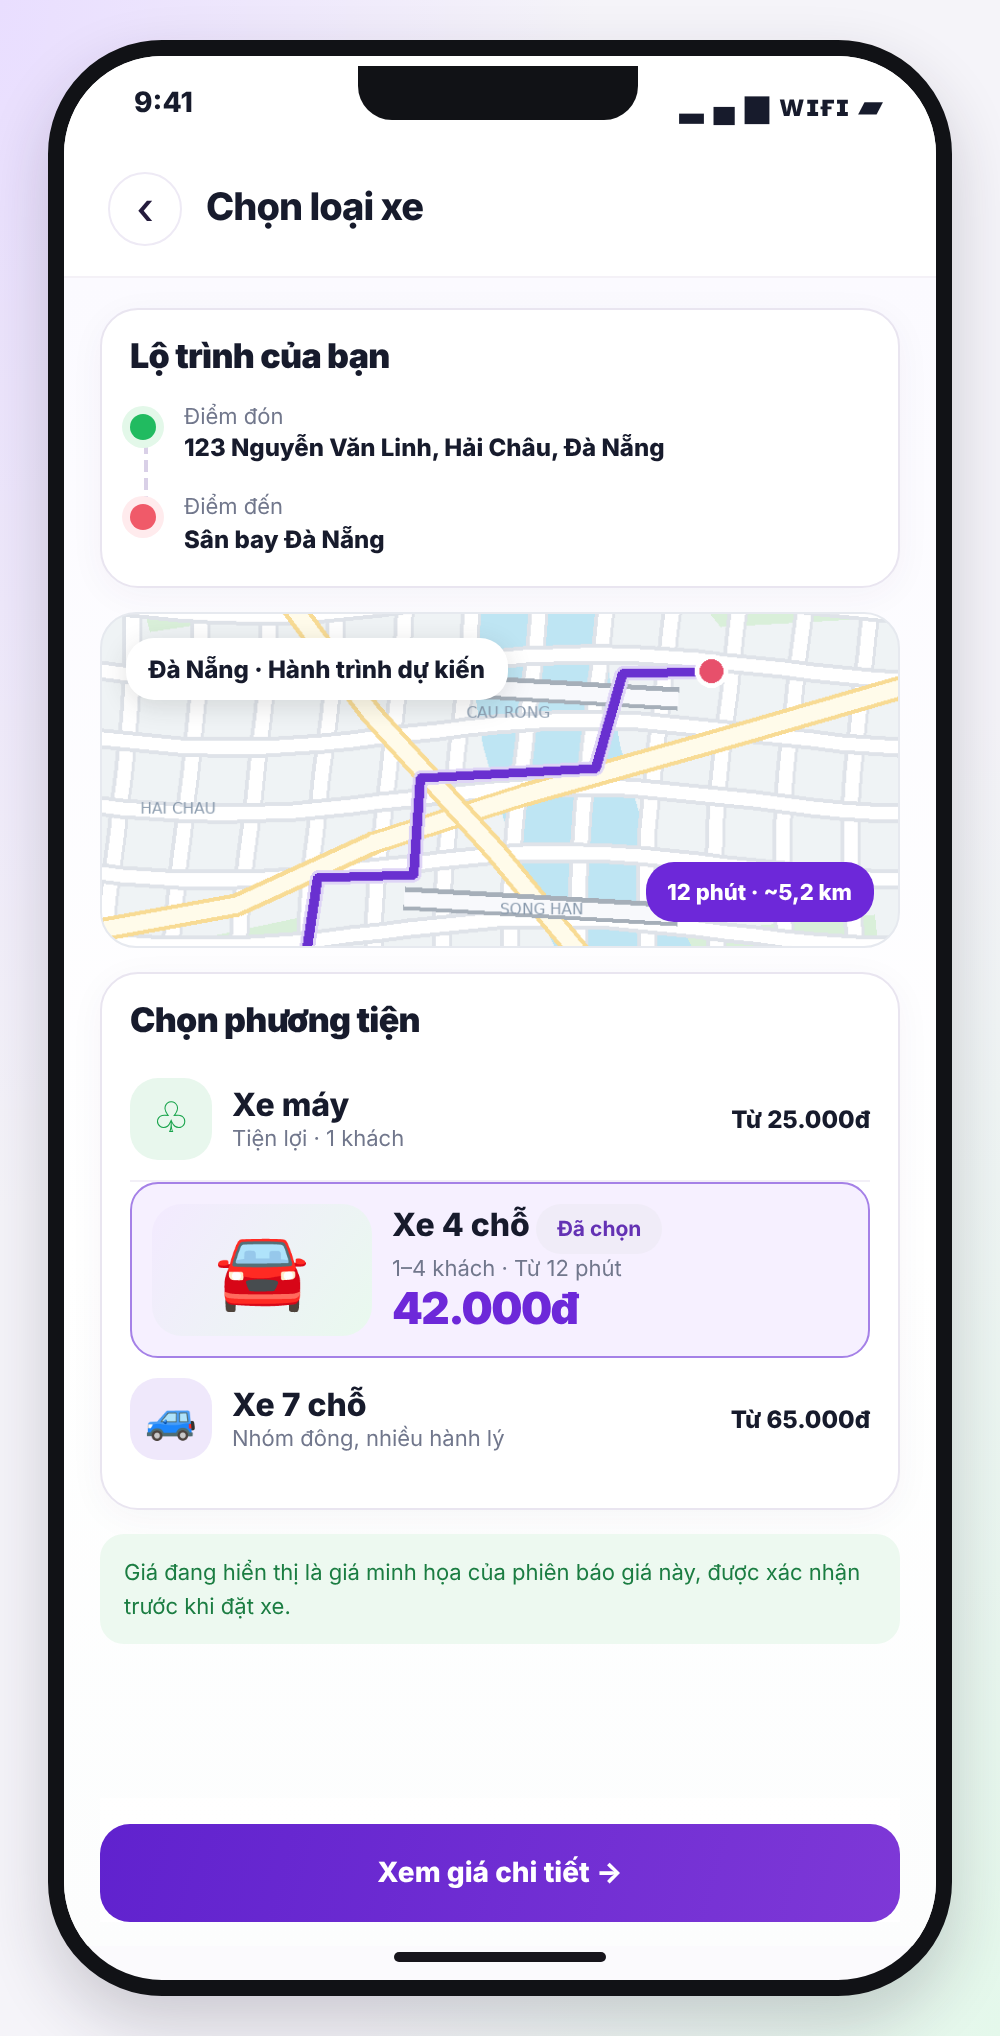 9:41
WIFI
Chọn loại xe
Lộ trình của bạn
Điểm đón
123 Nguyễn Văn Linh, Hải Châu, Đà Nẵng
Điểm đến
Sân bay Đà Nẵng
Đà Nẵng · Hành trình dự kiến
CAU RONG
HAI CHAU
SONG HAN
12 phút · ~5,2 km
Chọn phương tiện
Xe máy
Tiện lợi · 1 khách
Từ 25.000đ
Xe 4 chỗ Đã chọn
1–4 khách · Từ 12 phút
42.000đ
Xe 7 chỗ
Nhóm đông, nhiều hành lý
Từ 65.000đ
Giá đang hiển thị là giá minh họa của phiên báo giá này, được xác nhận
trước khi đặt xe.
Xem giá chi tiết →